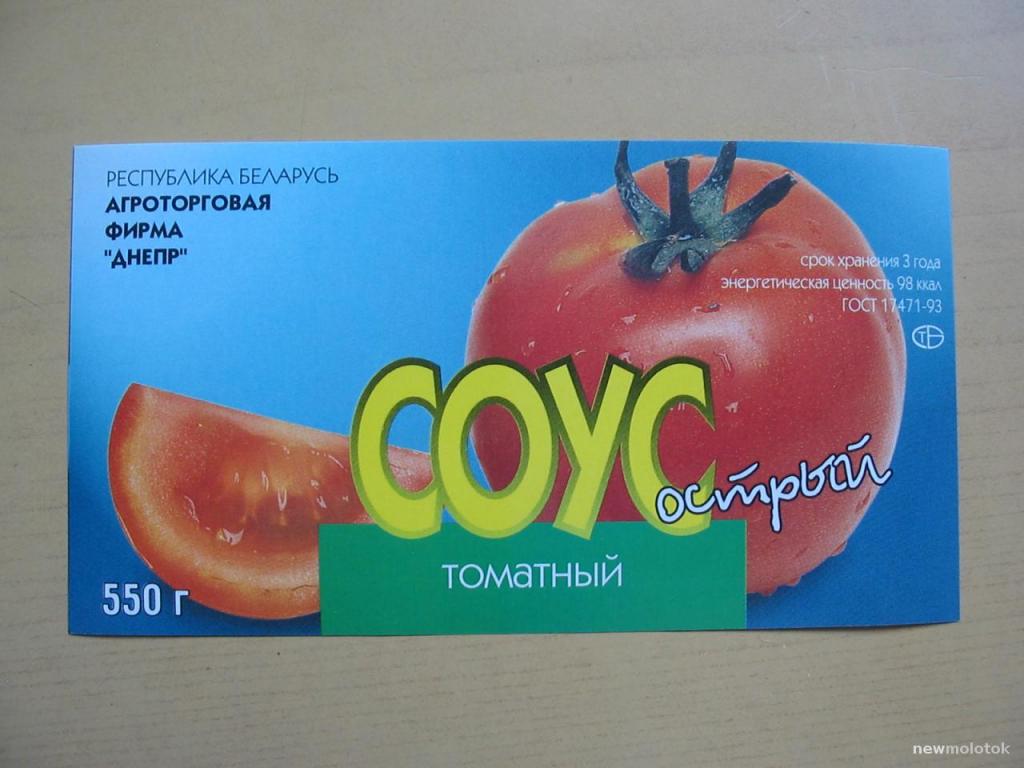 РЕСПУБЛИКА БЕЛАРУСЬ
АГРОТОРГОВАЯ
ФИРМА
"ДНЕПР"
срок хранения 3 года
энергетическая ценность 98 ккал
ГОСТ 17471-93
СТБ
СОУС
острый
томатный
550 г
newmolotok